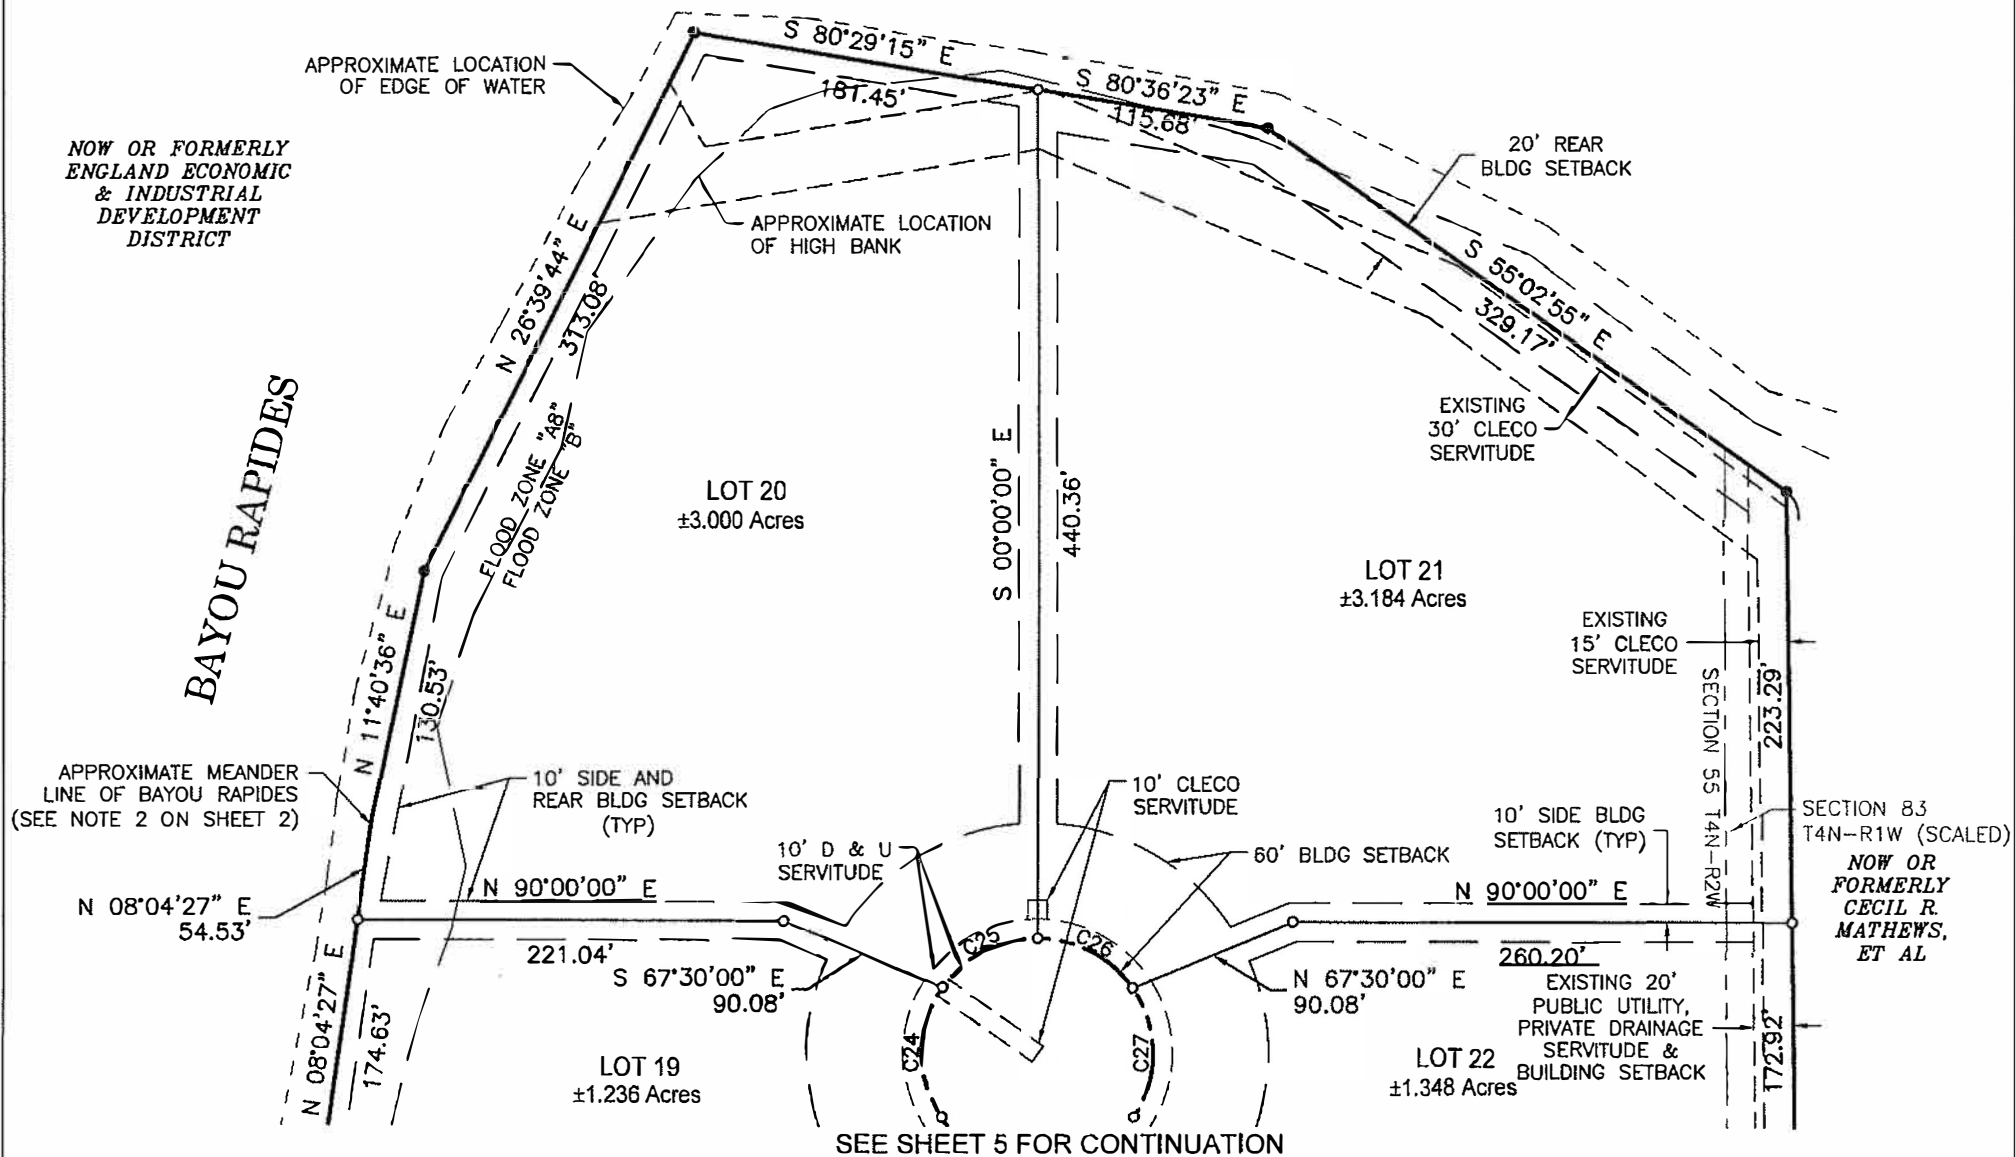 S 80°29'15" E
181.45'
S 80°36'23" E
115.68'
APPROXIMATE LOCATION
OF EDGE OF WATER
NOW OR FORMERLY
ENGLAND ECONOMIC
& INDUSTRIAL
DEVELOPMENT
DISTRICT
20' REAR
BLDG SETBACK
APPROXIMATE LOCATION
OF HIGH BANK
N 26°39'44" E
313.08'
S 55°02'55" E
329.17'
BAYOU RAPIDES
EXISTING
30' CLECO
SERVITUDE
FLOOD ZONE "A8"
FLOOD ZONE "B"
LOT 20
±3.000 Acres
S 00°00'00" E
440.36'
LOT 21
±3.184 Acres
EXISTING
15' CLECO
SERVITUDE
N 11°40'36" E
130.53'
223.29'
SECTION 55 T4N-R2W
SECTION 83
T4N-R1W (SCALED)
APPROXIMATE MEANDER
LINE OF BAYOU RAPIDES
(SEE NOTE 2 ON SHEET 2)
10' SIDE AND
REAR BLDG SETBACK
(TYP)
10' CLECO
SERVITUDE
10' SIDE BLDG
SETBACK (TYP)
10' D & U
SERVITUDE
60' BLDG SETBACK
NOW OR
FORMERLY
CECIL R.
MATHEWS,
ET AL
N 08°04'27" E
54.53'
N 90°00'00" E
221.04'
N 90°00'00" E
260.20'
S 67°30'00" E
90.08'
C25
C26
N 67°30'00" E
90.08'
EXISTING 20'
PUBLIC UTILITY,
PRIVATE DRAINAGE
SERVITUDE &
BUILDING SETBACK
N 08°04'27" E
174.63'
C24
C27
172.92'
LOT 19
±1.236 Acres
LOT 22
±1.348 Acres
SEE SHEET 5 FOR CONTINUATION